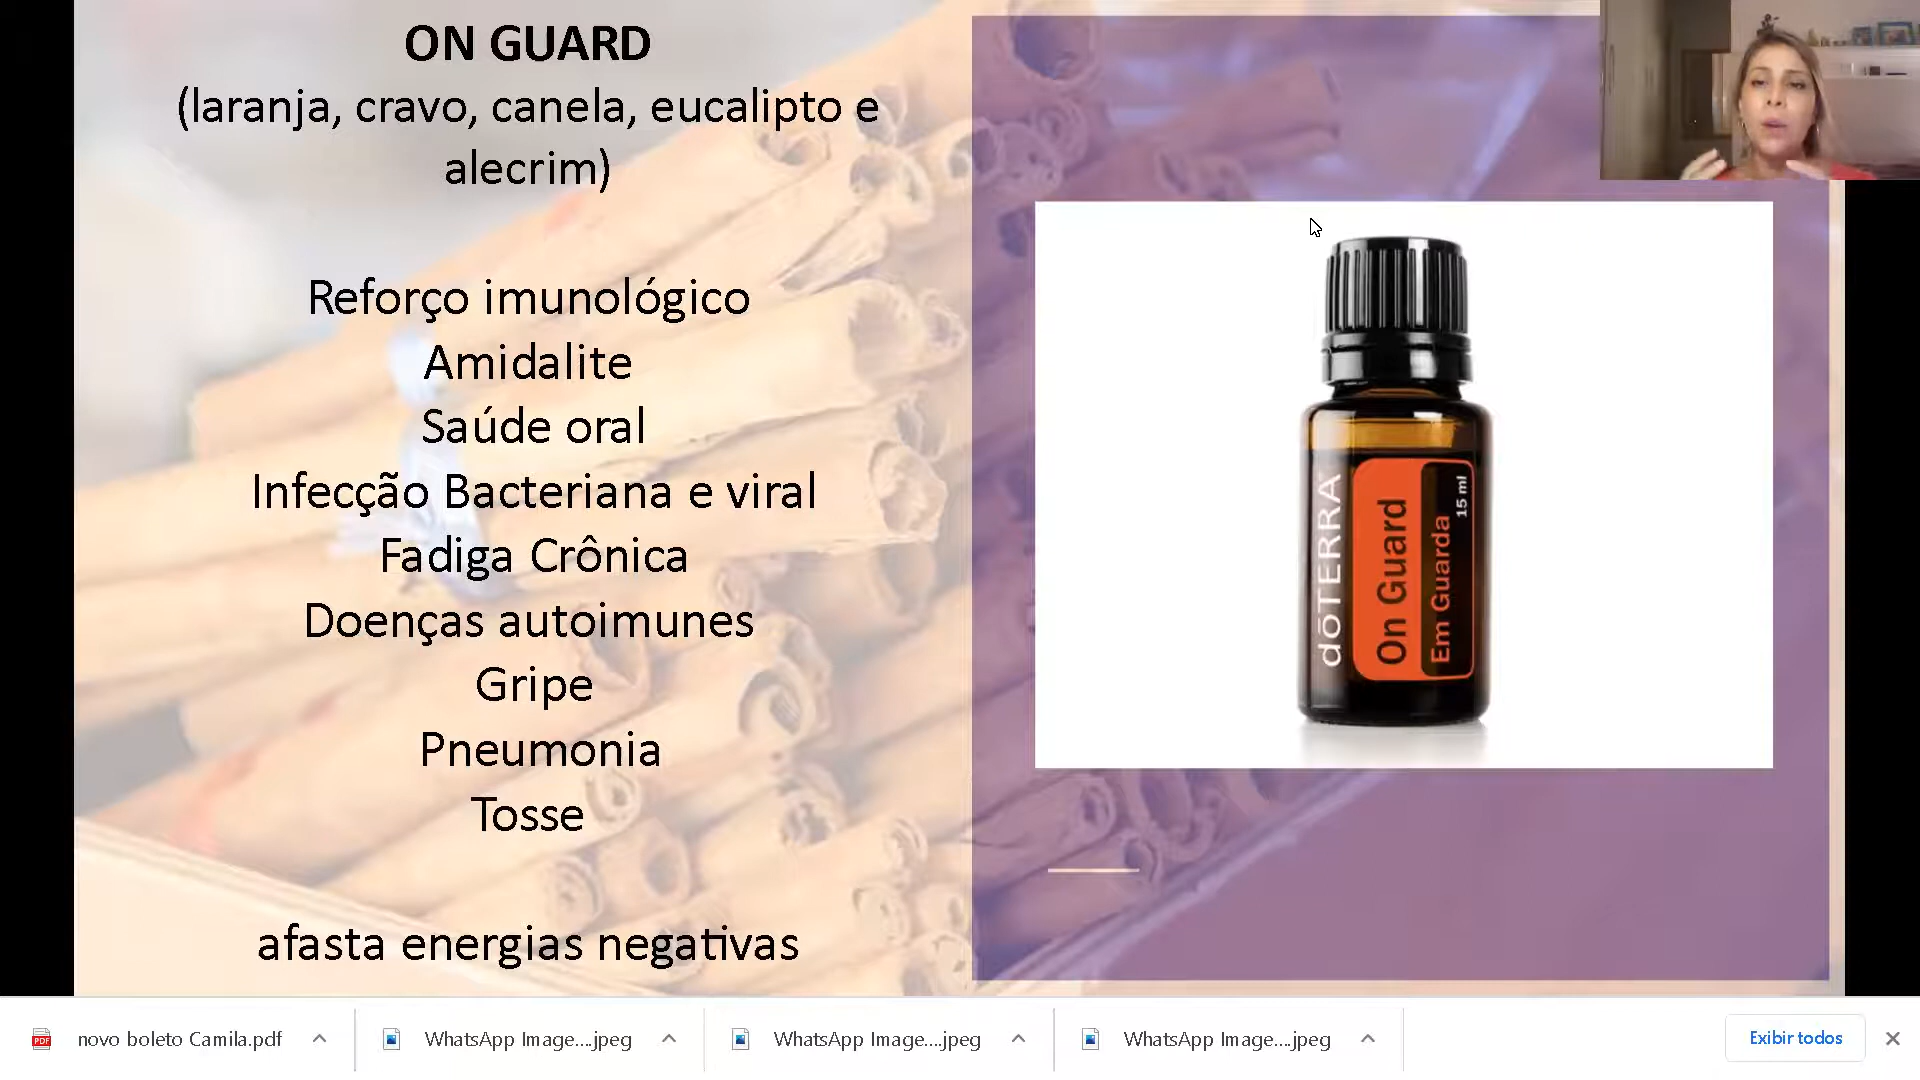 ON GUARD
(laranja, cravo, canela, eucalipto e
alecrim)
Reforço imunológico
Amidalite
Saúde oral
Infecção Bacteriana e viral
Fadiga Crônica
Doenças autoimunes
Gripe
Pneumonia
Tosse
afasta energias negativas
dōTERRA
On Guard
Em Guarda
15 ml
novo boleto Camila.pdf
WhatsApp Image....jpeg
WhatsApp Image....jpeg
WhatsApp Image....jpeg
Exibir todos
PDF